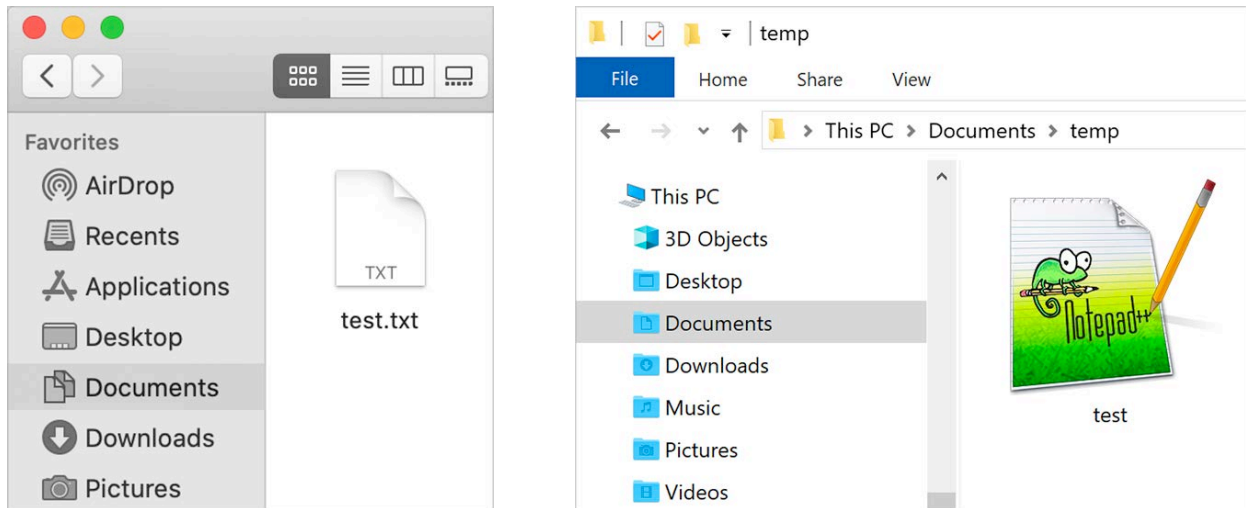 Favorites
AirDrop
Recents
Applications
Desktop
Documents
Downloads
Pictures
TXT
test.txt
temp
File Home Share View
This PC > Documents > temp
This PC
3D Objects
Desktop
Documents
Downloads
Music
Pictures
Videos
Notepad++
test